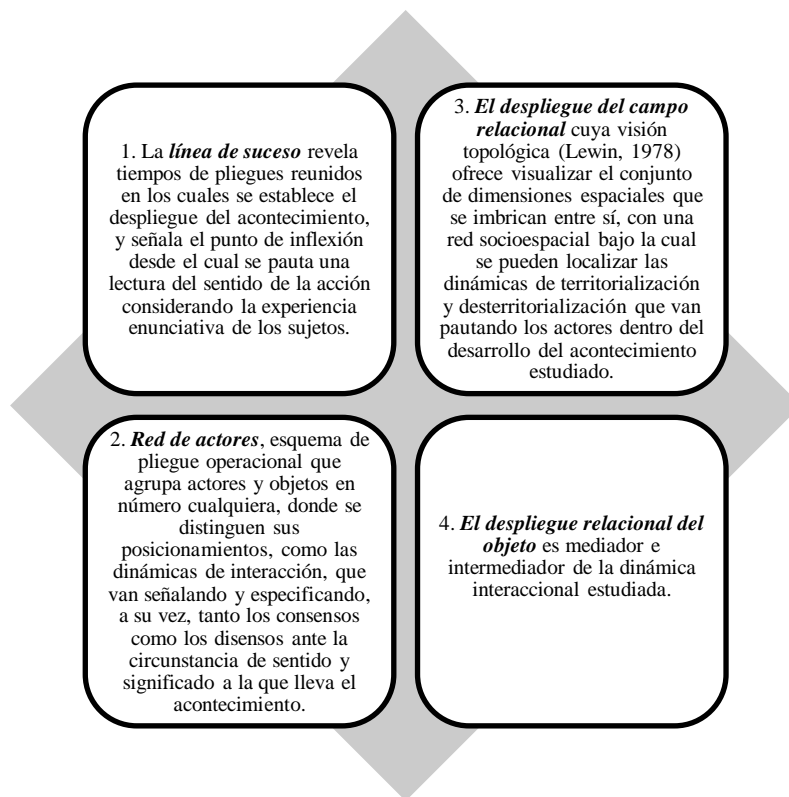 1. La línea de suceso revela
tiempos de pliegues reunidos
en los cuales se establece el
despliegue del acontecimiento,
y señala el punto de inflexión
desde el cual se pauta una
lectura del sentido de la acción
considerando la experiencia
enunciativa de los sujetos.
2. Red de actores, esquema de
pliegue operacional que
agrupa actores y objetos en
número cualquiera, donde se
distinguen sus
posicionamientos, como las
dinámicas de interacción, que
van señalando y especificando,
a su vez, tanto los consensos
como los disensos ante la
circunstancia de sentido y
significado a la que lleva el
acontecimiento.
3. El despliegue del campo
relacional cuya visión
topológica (Lewin, 1978)
ofrece visualizar el conjunto
de dimensiones espaciales que
se imbrican entre sí, con una
red socioespacial bajo la cual
se pueden localizar las
dinámicas de territorialización
y desterritorialización que van
pautando los actores dentro del
desarrollo del acontecimiento
estudiado.
4. El despliegue relacional del
objeto es mediador e
intermediador de la dinámica
interaccional estudiada.